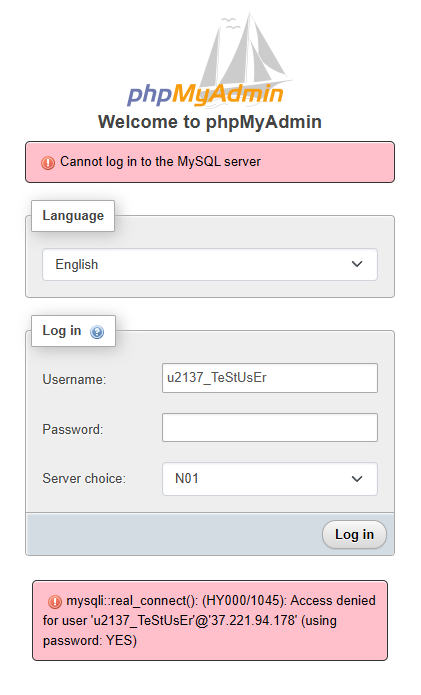 phpMyAdmin
Welcome to phpMyAdmin
Cannot log in to the MySQL server
Language
English
Log in
Username:
u2137_TeStUsEr
Password:
Server choice:
N01
Log in
mysqli::real_connect(): (HY000/1045): Access denied
for user 'u2137_TeStUsEr'@'37.221.94.178' (using
password: YES)